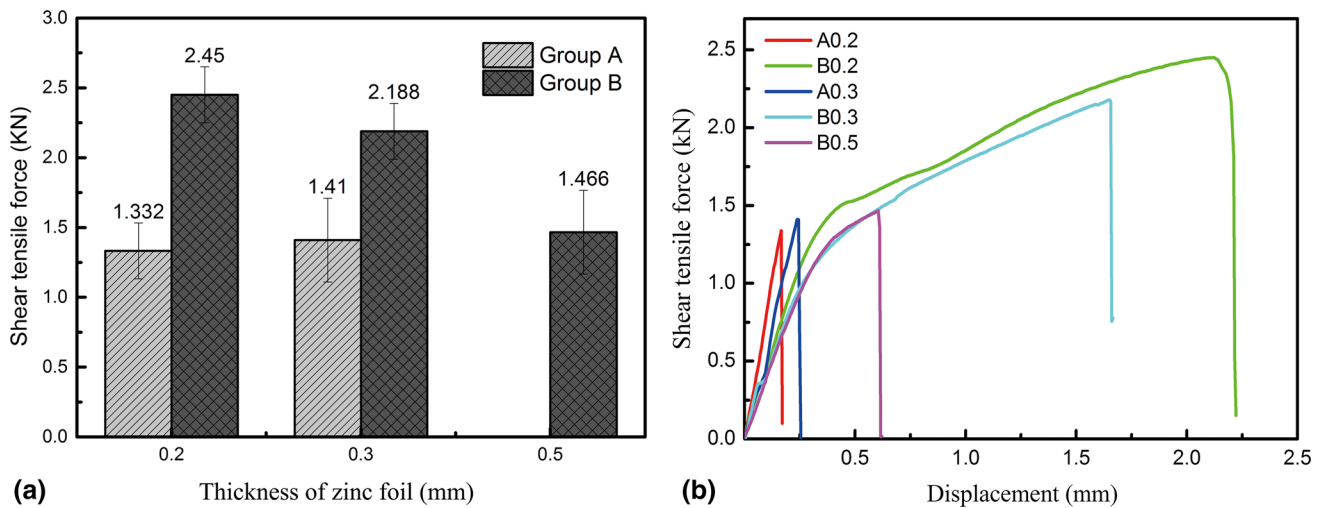 3.0
2.5
2.0
1.5
1.0
0.5
0.0
Shear tensile force (KN)
Group A
Group B
1.332
2.45
1.41
2.188
1.466
0.2
0.3
0.5
Thickness of zinc foil (mm)
(a)
2.5
2.0
1.5
1.0
0.5
0.0
Shear tensile force (kN)
A0.2
B0.2
A0.3
B0.3
B0.5
0.5
1.0
1.5
2.0
2.5
Displacement (mm)
(b)